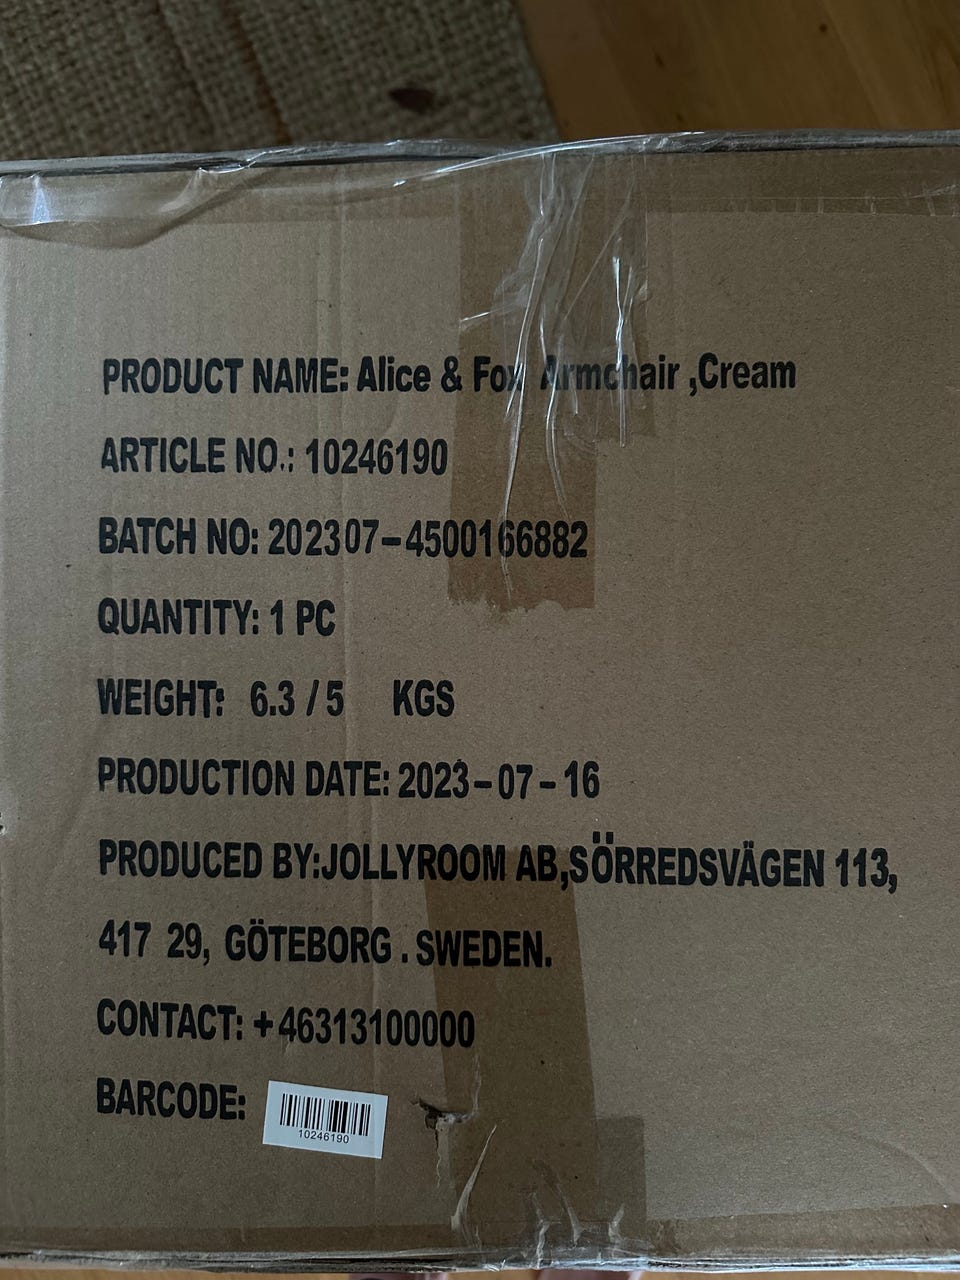 PRODUCT NAME: Alice & Fox Armchair ,Cream
ARTICLE NO.: 10246190
BATCH NO: 202307-4500166882
QUANTITY: 1 PC
WEIGHT: 6.3 / 5 KGS
PRODUCTION DATE: 2023-07-16
PRODUCED BY:JOLLYROOM AB,SÖRREDSVÄGEN 113,
417 29, GÖTEBORG . SWEDEN.
CONTACT: +46313100000
BARCODE:
10246190